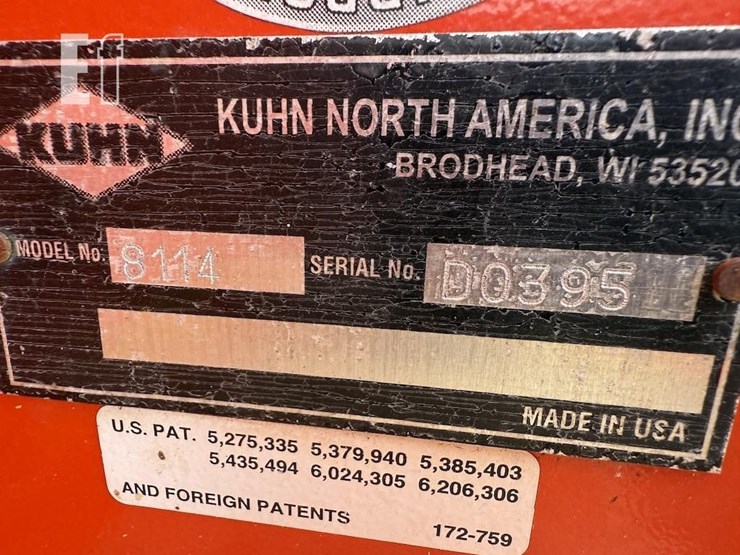 Ff
KUHN
KUHN NORTH AMERICA, INC
BRODHEAD, WI 53520
MODEL No. 8114 SERIAL No. D0395
MADE IN USA
U.S. PAT. 5,275,335 5,379,940 5,385,403
5,435,494 6,024,305 6,206,306
AND FOREIGN PATENTS
172-759